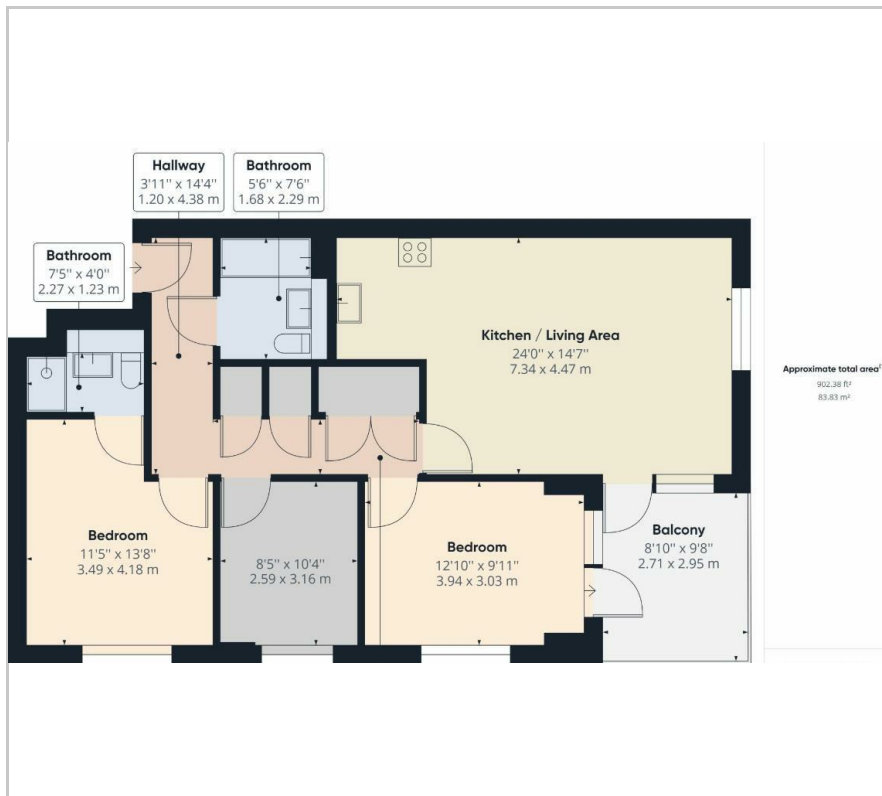 Hallway
3'11" x 14'4"
1.20 x 4.38 m
Bathroom
5'6" x 7'6"
1.68 x 2.29 m
Bathroom
7'5" x 4'0"
2.27 x 1.23 m
Kitchen / Living Area
24'0" x 14'7"
7.34 x 4.47 m
Approximate total area
902.38 ft²
83.83 m²
Bedroom
11'5" x 13'8"
3.49 x 4.18 m
8'5" x 10'4"
2.59 x 3.16 m
Bedroom
12'10" x 9'11"
3.94 x 3.03 m
Balcony
8'10" x 9'8"
2.71 x 2.95 m